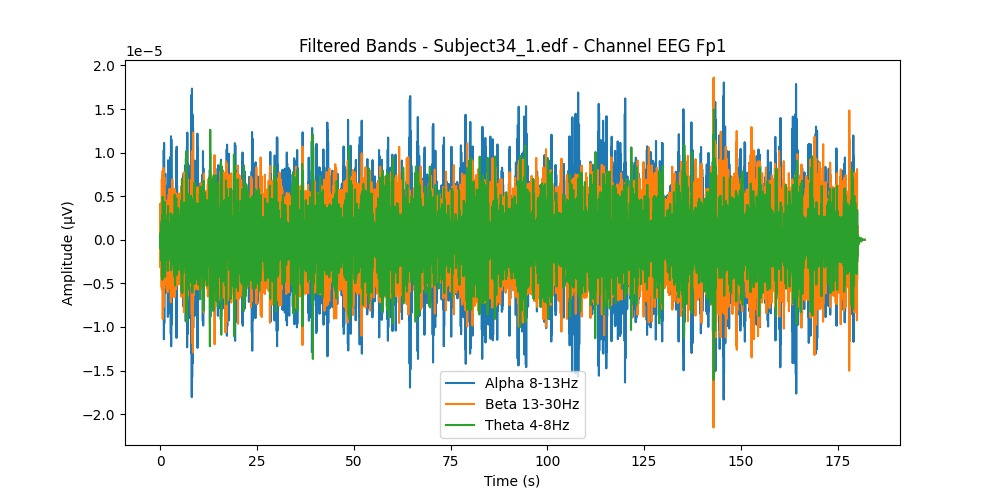 Filtered Bands - Subject34_1.edf - Channel EEG Fp1
1e−5
2.0
1.5
1.0
0.5
0.0
−0.5
−1.0
−1.5
−2.0
Amplitude (µV)
Alpha 8-13Hz
Beta 13-30Hz
Theta 4-8Hz
0 25 50 75 100 125 150 175
Time (s)